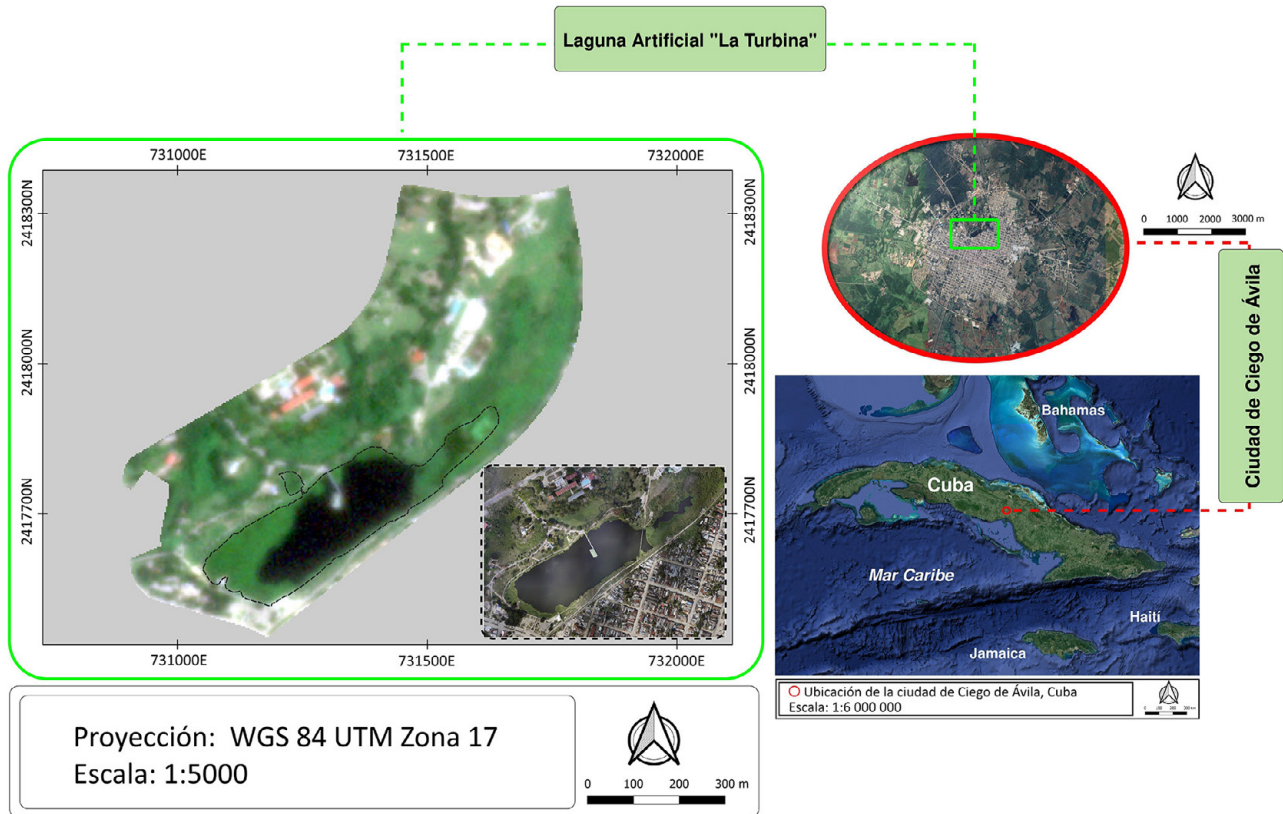 Laguna Artificial "La Turbina"
731000E
731500E
732000E
2418300N
2418300N
2418000N
2418000N
2417700N
2417700N
731000E
731500E
732000E
0 1000 2000 3000 m
Ciudad de Ciego de Ávila
Bahamas
Cuba
Mar Caribe
Haití
Jamaica
Ubicación de la ciudad de Ciego de Ávila, Cuba
Escala: 1:6 000 000
Proyección: WGS 84 UTM Zona 17
Escala: 1:5000
0 100 200 300 m